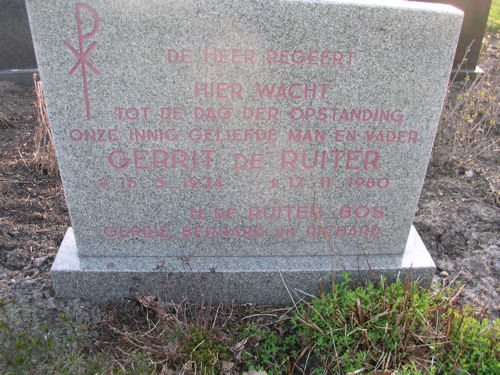 DE HEER REGEERT
HIER WACHT
TOT DE DAG DER OPSTANDING
ONZE INNIG GELIEFDE MAN EN VADER
GERRIT DE RUITER
* 15-5-1934 † 17-11-1980
H. DE RUITER-BOS
GERRIE, BERNARD EN RICHARD